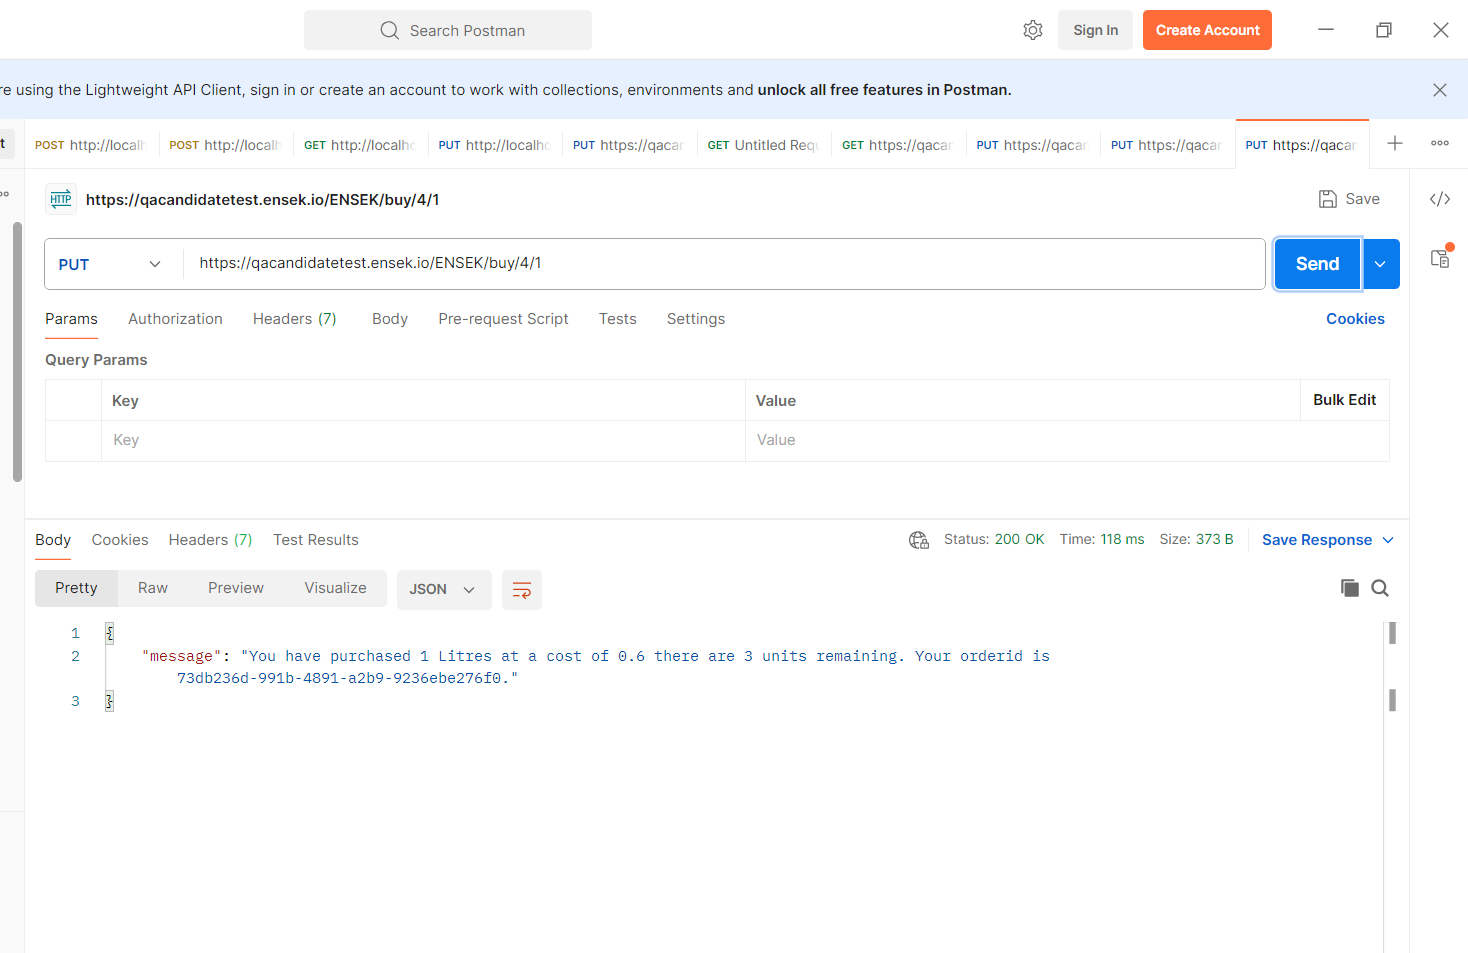 Search Postman
Sign In
Create Account
re using the Lightweight API Client, sign in or create an account to work with collections, environments and unlock all free features in Postman.
t POST http://localh POST http://localh GET http://localhc PUT http://localhc PUT https://qacar GET Untitled Requ GET https://qacar PUT https://qacar PUT https://qacar PUT https://qacar
HTTP https://qacandidatetest.ensek.io/ENSEK/buy/4/1
Save
PUT https://qacandidatetest.ensek.io/ENSEK/buy/4/1
Send
Params Authorization Headers (7) Body Pre-request Script Tests Settings Cookies
Query Params
Key Value Bulk Edit
Key Value
Body Cookies Headers (7) Test Results Status: 200 OK Time: 118 ms Size: 373 B Save Response
Pretty Raw Preview Visualize JSON
1 {
2 "message": "You have purchased 1 Litres at a cost of 0.6 there are 3 units remaining. Your orderid is
73db236d-991b-4891-a2b9-9236ebe276f0."
3 }